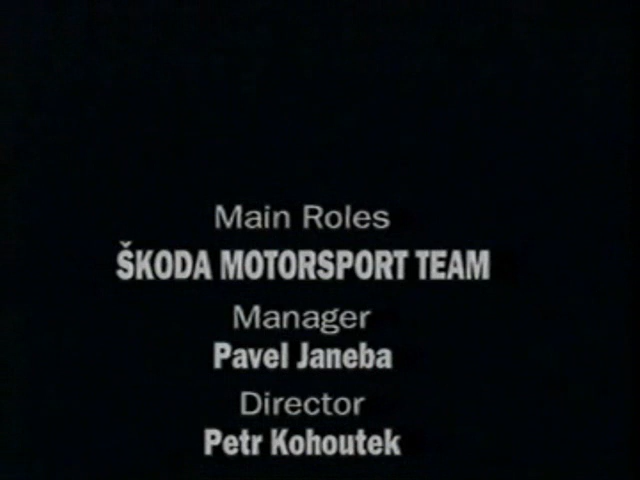 Main Roles
ŠKODA MOTORSPORT TEAM
Manager
Pavel Janeba
Director
Petr Kohoutek